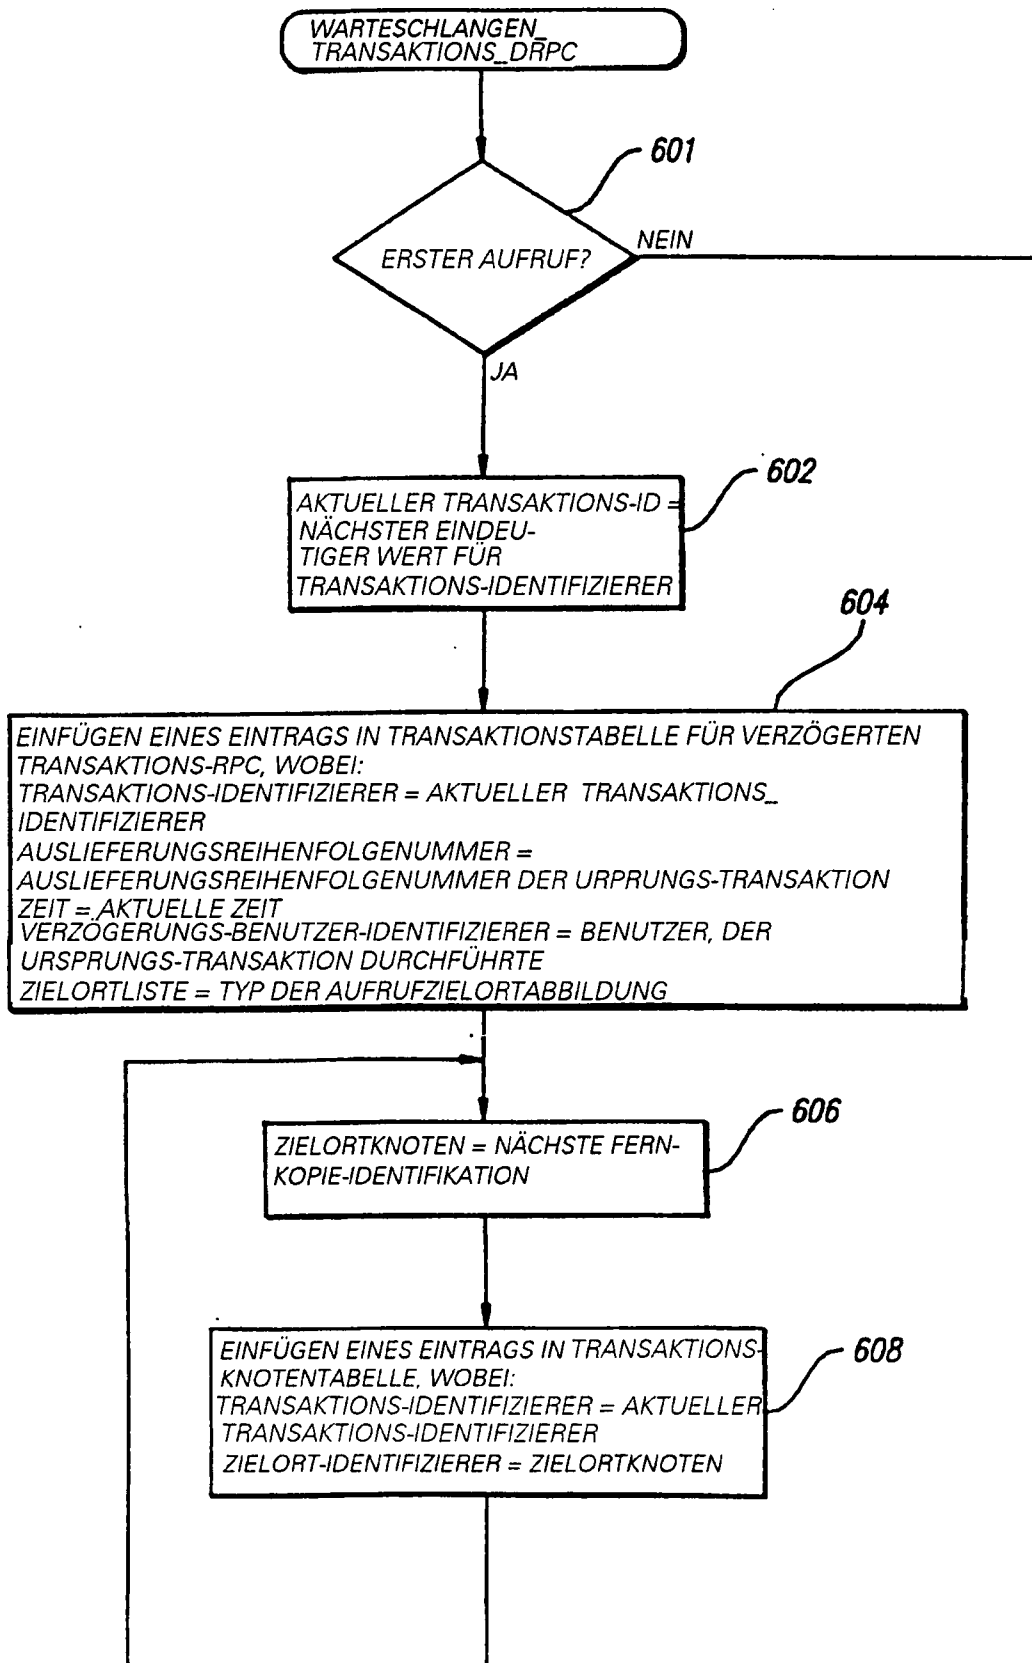 WARTESCHLANGEN_
TRANSAKTIONS_DRPC
601
ERSTER AUFRUF?
NEIN
JA
602
AKTUELLER TRANSAKTIONS-ID =
NÄCHSTER EINDEU-
TIGER WERT FÜR
TRANSAKTIONS-IDENTIFIZIERER
604
EINFÜGEN EINES EINTRAGS IN TRANSAKTIONSTABELLE FÜR VERZÖGERTEN
TRANSAKTIONS-RPC, WOBEI:
TRANSAKTIONS-IDENTIFIZIERER = AKTUELLER TRANSAKTIONS_
IDENTIFIZIERER
AUSLIEFERUNGSREIHENFOLGENUMMER =
AUSLIEFERUNGSREIHENFOLGENUMMER DER URPRUNGS-TRANSAKTION
ZEIT = AKTUELLE ZEIT
VERZÖGERUNGS-BENUTZER-IDENTIFIZIERER = BENUTZER, DER
URSPRUNGS-TRANSAKTION DURCHFÜHRTE
ZIELORTLISTE = TYP DER AUFRUFZIELORTABBILDUNG
606
ZIELORTKNOTEN = NÄCHSTE FERN-
KOPIE-IDENTIFIKATION
608
EINFÜGEN EINES EINTRAGS IN TRANSAKTIONS-
KNOTENTABELLE, WOBEI:
TRANSAKTIONS-IDENTIFIZIERER = AKTUELLER
TRANSAKTIONS-IDENTIFIZIERER
ZIELORT-IDENTIFIZIERER = ZIELORTKNOTEN